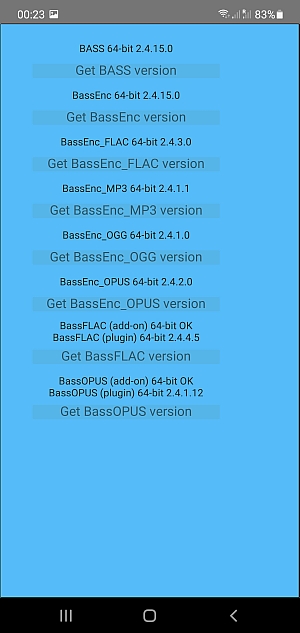 00:23
83%
BASS 64-bit 2.4.15.0
Get BASS version
BassEnc 64-bit 2.4.15.0
Get BassEnc version
BassEnc_FLAC 64-bit 2.4.3.0
Get BassEnc_FLAC version
BassEnc_MP3 64-bit 2.4.1.1
Get BassEnc_MP3 version
BassEnc_OGG 64-bit 2.4.1.0
Get BassEnc_OGG version
BassEnc_OPUS 64-bit 2.4.2.0
Get BassEnc_OPUS version
BassFLAC (add-on) 64-bit OK
BassFLAC (plugin) 64-bit 2.4.4.5
Get BassFLAC version
BassOPUS (add-on) 64-bit OK
BassOPUS (plugin) 64-bit 2.4.1.12
Get BassOPUS version